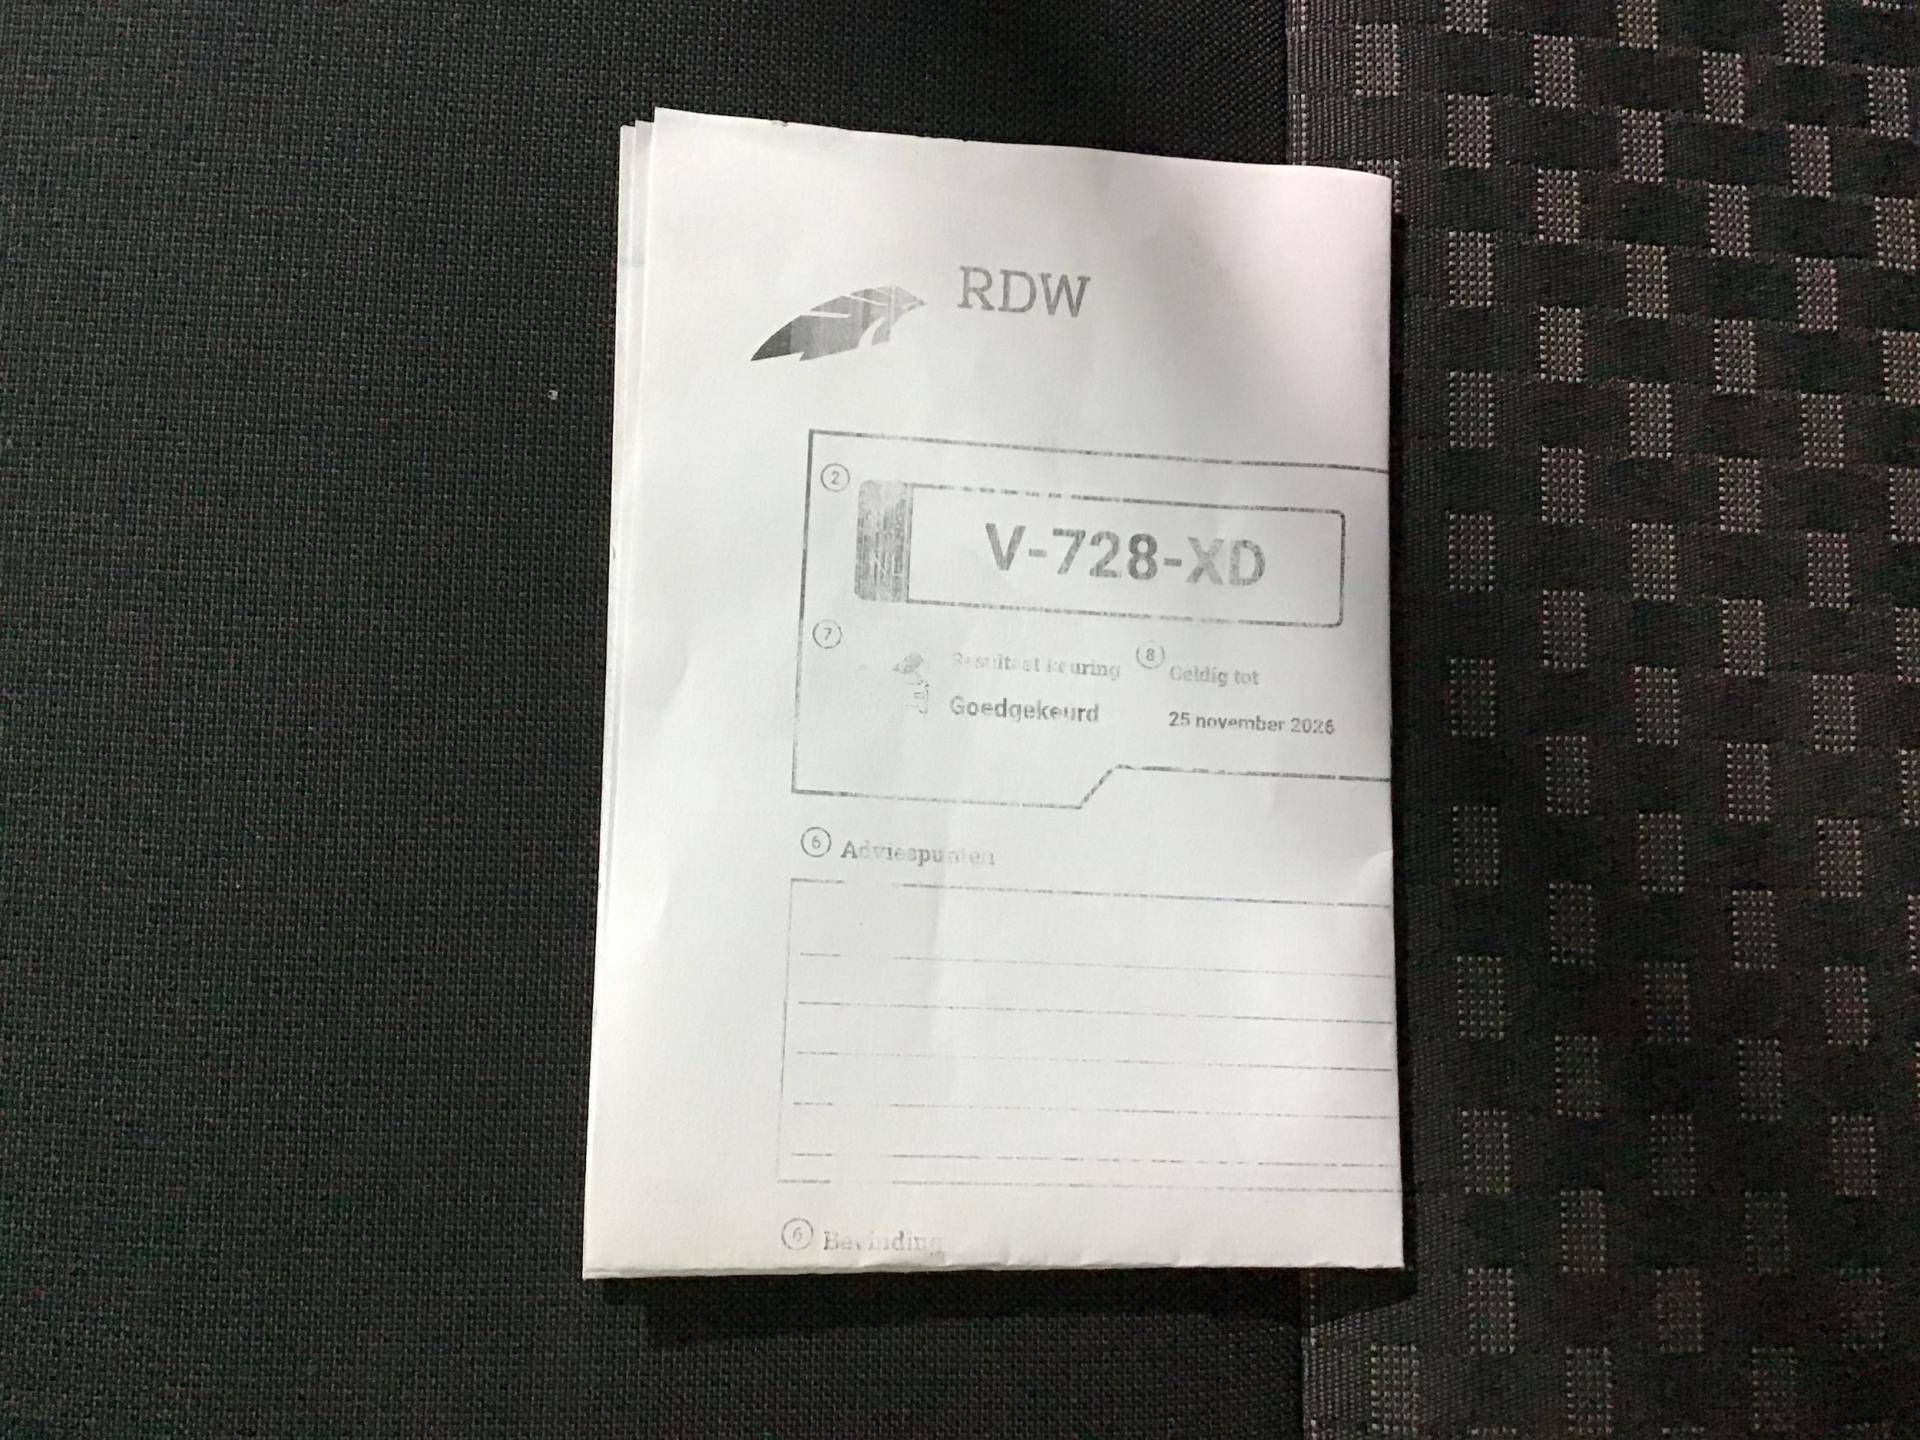 RDW
2
V-728-XD
7
Resultaat keuring
8
Geldig tot
Goedgekeurd
25 november 2026
6 Adviespunten
6 Bevinding